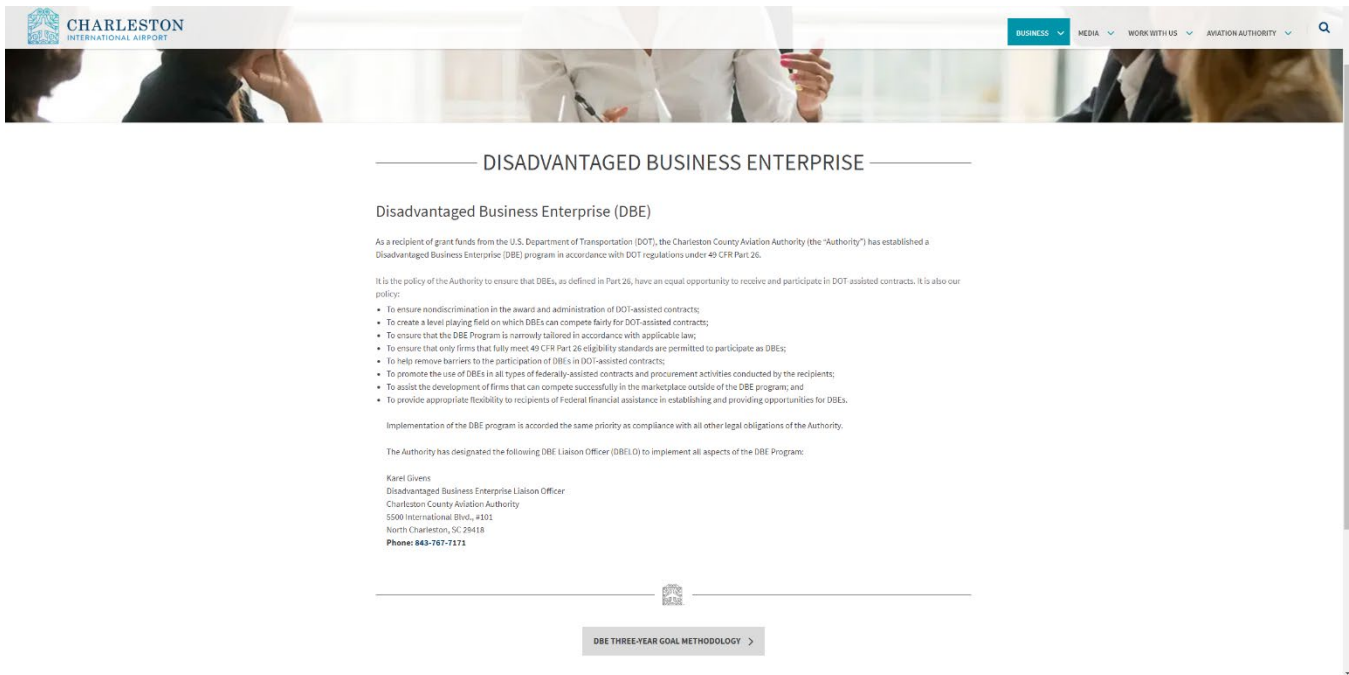 CHARLESTON
INTERNATIONAL AIRPORT
BUSINESS
MEDIA
WORK WITH US
AVIATION AUTHORITY
DISADVANTAGED BUSINESS ENTERPRISE
Disadvantaged Business Enterprise (DBE)
As a recipient of grant funds from the U.S. Department of Transportation (DOT), the Charleston County Aviation Authority (the "Authority") has established a
Disadvantaged Business Enterprise (DBE) program in accordance with DOT regulations under 49 CFR Part 26.
It is the policy of the Authority to ensure that DBEs, as defined in Part 26, have an equal opportunity to receive and participate in DOT-assisted contracts. It is also our
policy:
• To ensure nondiscrimination in the award and administration of DOT-assisted contracts;
• To create a level playing field on which DBEs can compete fairly for DOT-assisted contracts;
• To ensure that the DBE Program is narrowly tailored in accordance with applicable law;
• To ensure that only firms that fully meet 49 CFR Part 26 eligibility standards are permitted to participate as DBEs;
• To help remove barriers to the participation of DBEs in DOT-assisted contracts;
• To promote the use of DBEs in all types of federally-assisted contracts and procurement activities conducted by the recipients;
• To assist the development of firms that can compete successfully in the marketplace outside of the DBE program; and
• To provide appropriate flexibility to recipients of Federal financial assistance in establishing and providing opportunities for DBEs.
Implementation of the DBE program is accorded the same priority as compliance with all other legal obligations of the Authority.
The Authority has designated the following DBE Liaison Officer (DBELO) to implement all aspects of the DBE Program:
Karel Givens
Disadvantaged Business Enterprise Liaison Officer
Charleston County Aviation Authority
5500 International Blvd., #101
North Charleston, SC 29418
Phone: 843-767-7171
DBE THREE-YEAR GOAL METHODOLOGY